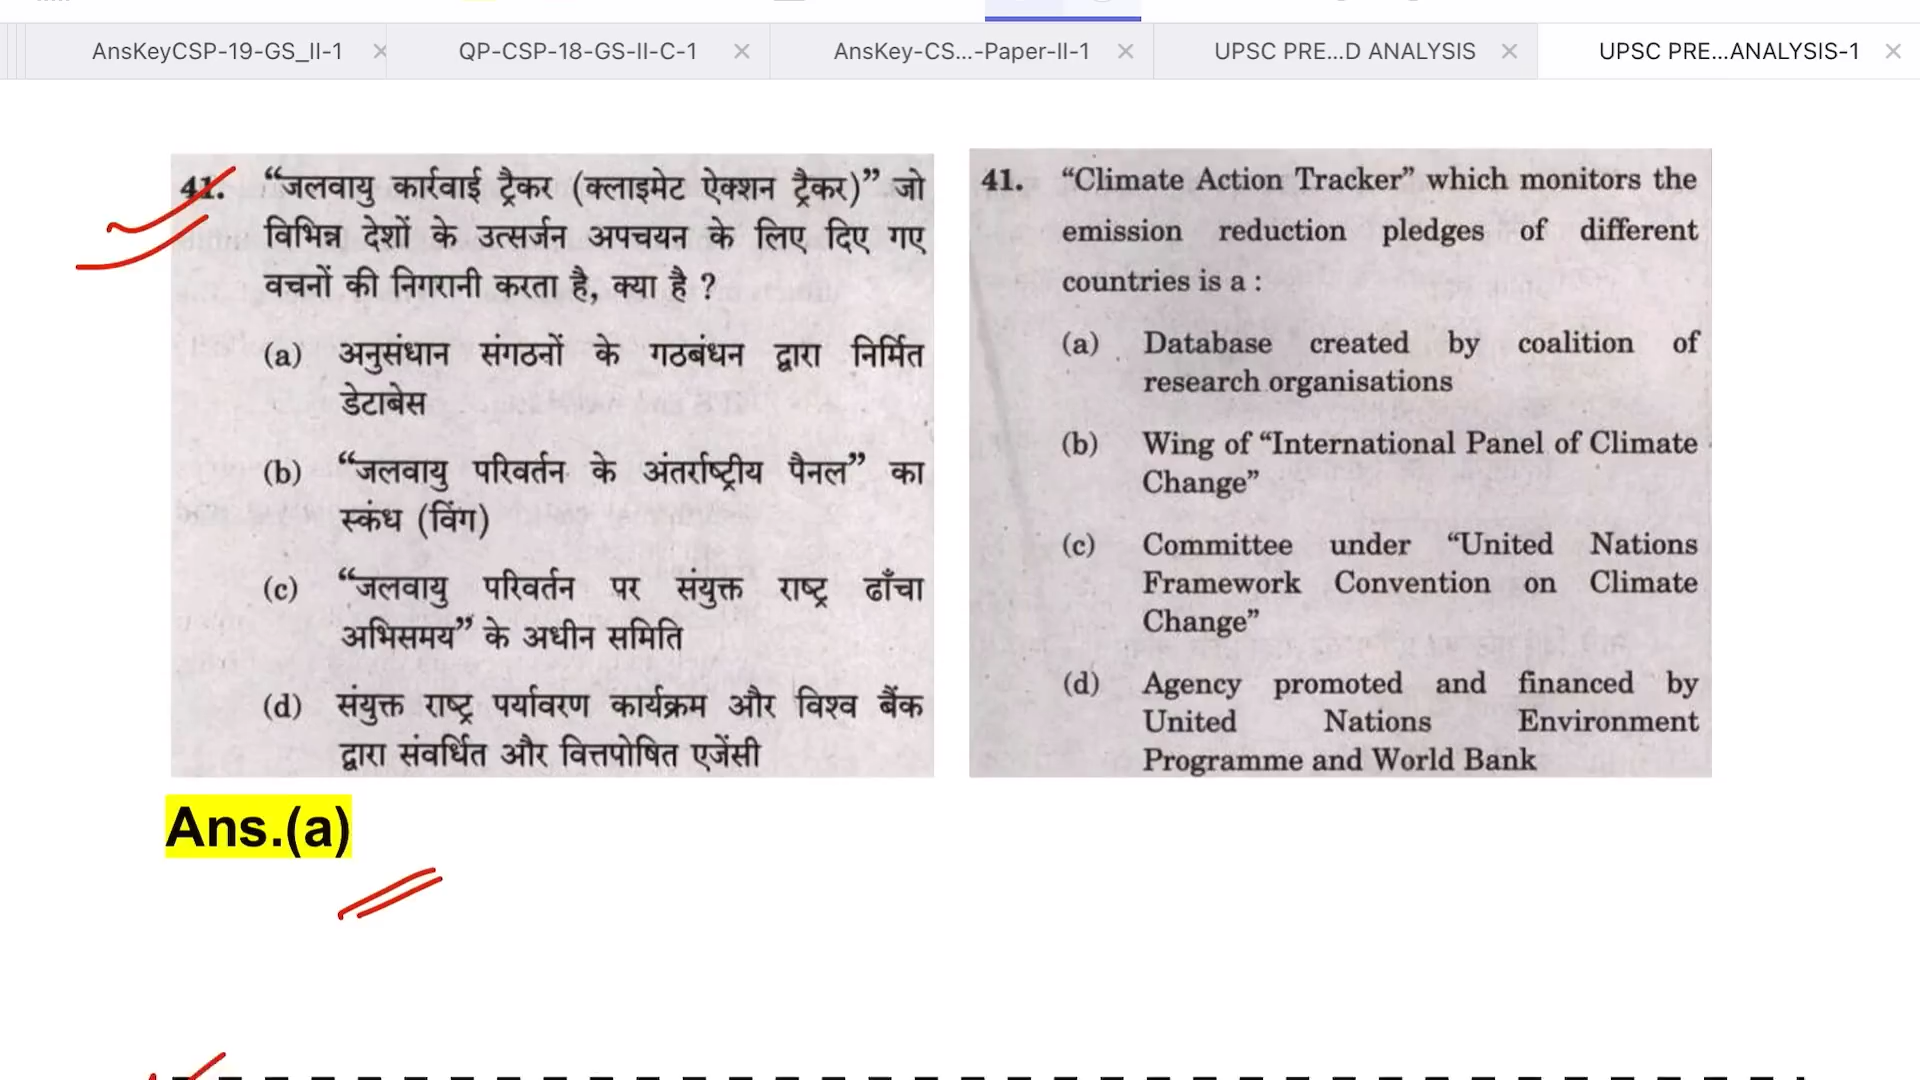 AnsKeyCSP-19-GS_II-1
QP-CSP-18-GS-II-C-1
AnsKey-CS...-Paper-II-1
UPSC PRE...D ANALYSIS
UPSC PRE...ANALYSIS-1
41. “जलवायु कार्रवाई ट्रैकर (क्लाइमेट ऐक्शन ट्रैकर)” जो
विभिन्न देशों के उत्सर्जन अपचयन के लिए दिए गए
वचनों की निगरानी करता है, क्या है ?
(a) अनुसंधान संगठनों के गठबंधन द्वारा निर्मित
डेटाबेस
(b) “जलवायु परिवर्तन के अंतर्राष्ट्रीय पैनल” का
स्कंध (विंग)
(c) “जलवायु परिवर्तन पर संयुक्त राष्ट्र ढाँचा
अभिसमय” के अधीन समिति
(d) संयुक्त राष्ट्र पर्यावरण कार्यक्रम और विश्व बैंक
द्वारा संवर्धित और वित्तपोषित एजेंसी
41. “Climate Action Tracker” which monitors the
emission reduction pledges of different
countries is a :
(a) Database created by coalition of
research organisations
(b) Wing of “International Panel of Climate
Change”
(c) Committee under “United Nations
Framework Convention on Climate
Change”
(d) Agency promoted and financed by
United Nations Environment
Programme and World Bank
Ans.(a)